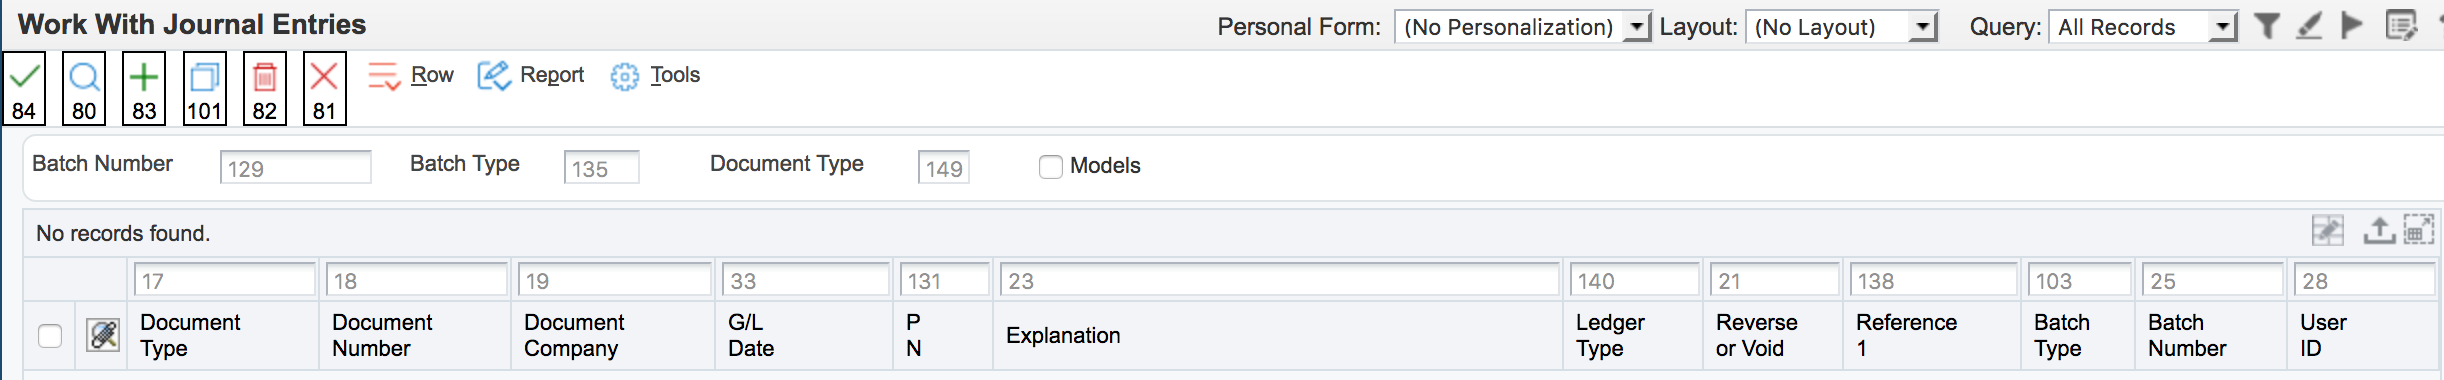 Work With Journal Entries
Personal Form: (No Personalization) Layout: (No Layout) Query: All Records
Row Report Tools
84 80 83 101 82 81
Batch Number 129 Batch Type 135 Document Type 149 Models
No records found.
17 18 19 33 131 23 140 21 138 103 25 28
Document Document Document G/L P Explanation Ledger Reverse Reference Batch Batch User
Type Number Company Date N Type or Void 1 Type Number ID